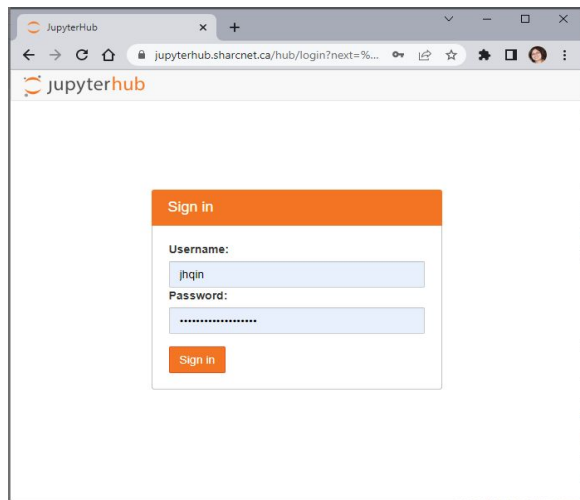 JupyterHub
jupyterhub.sharcnet.ca/hub/login?next=%...
jupyterhub
Sign in
Username:
jhqin
Password:
•••••••••••••••••••
Sign in